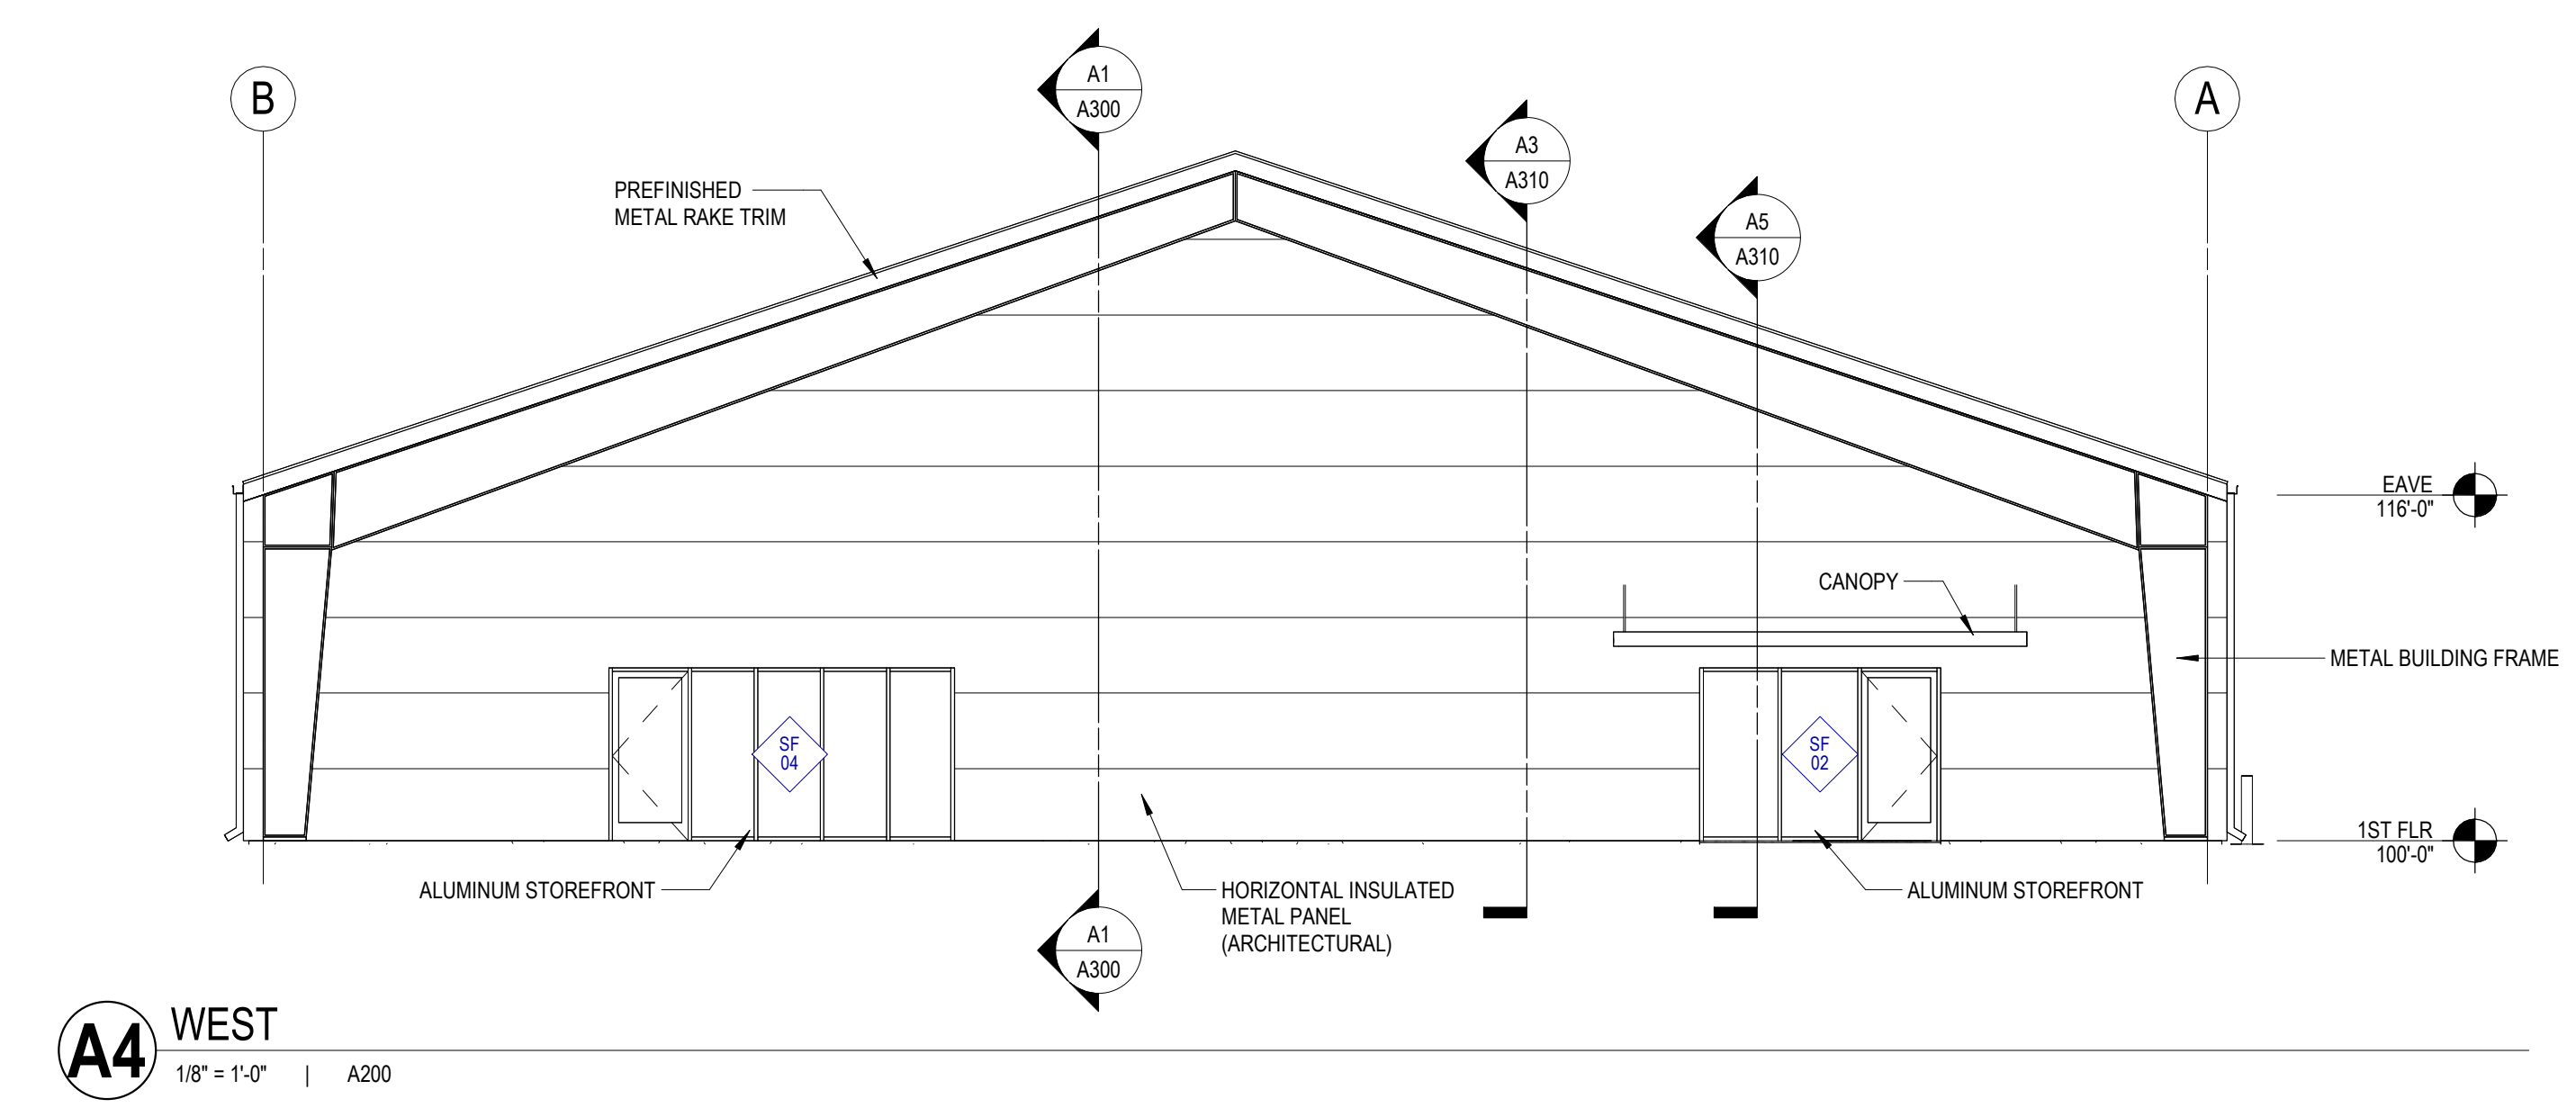 B
A1
A300
A3
A310
A5
A310
A
PREFINISHED
METAL RAKE TRIM
EAVE
116'-0"
CANOPY
METAL BUILDING FRAME
SF
04
SF
02
1ST FLR
100'-0"
ALUMINUM STOREFRONT
HORIZONTAL INSULATED
METAL PANEL
(ARCHITECTURAL)
ALUMINUM STOREFRONT
A1
A300
A4
WEST
1/8" = 1'-0" | A200